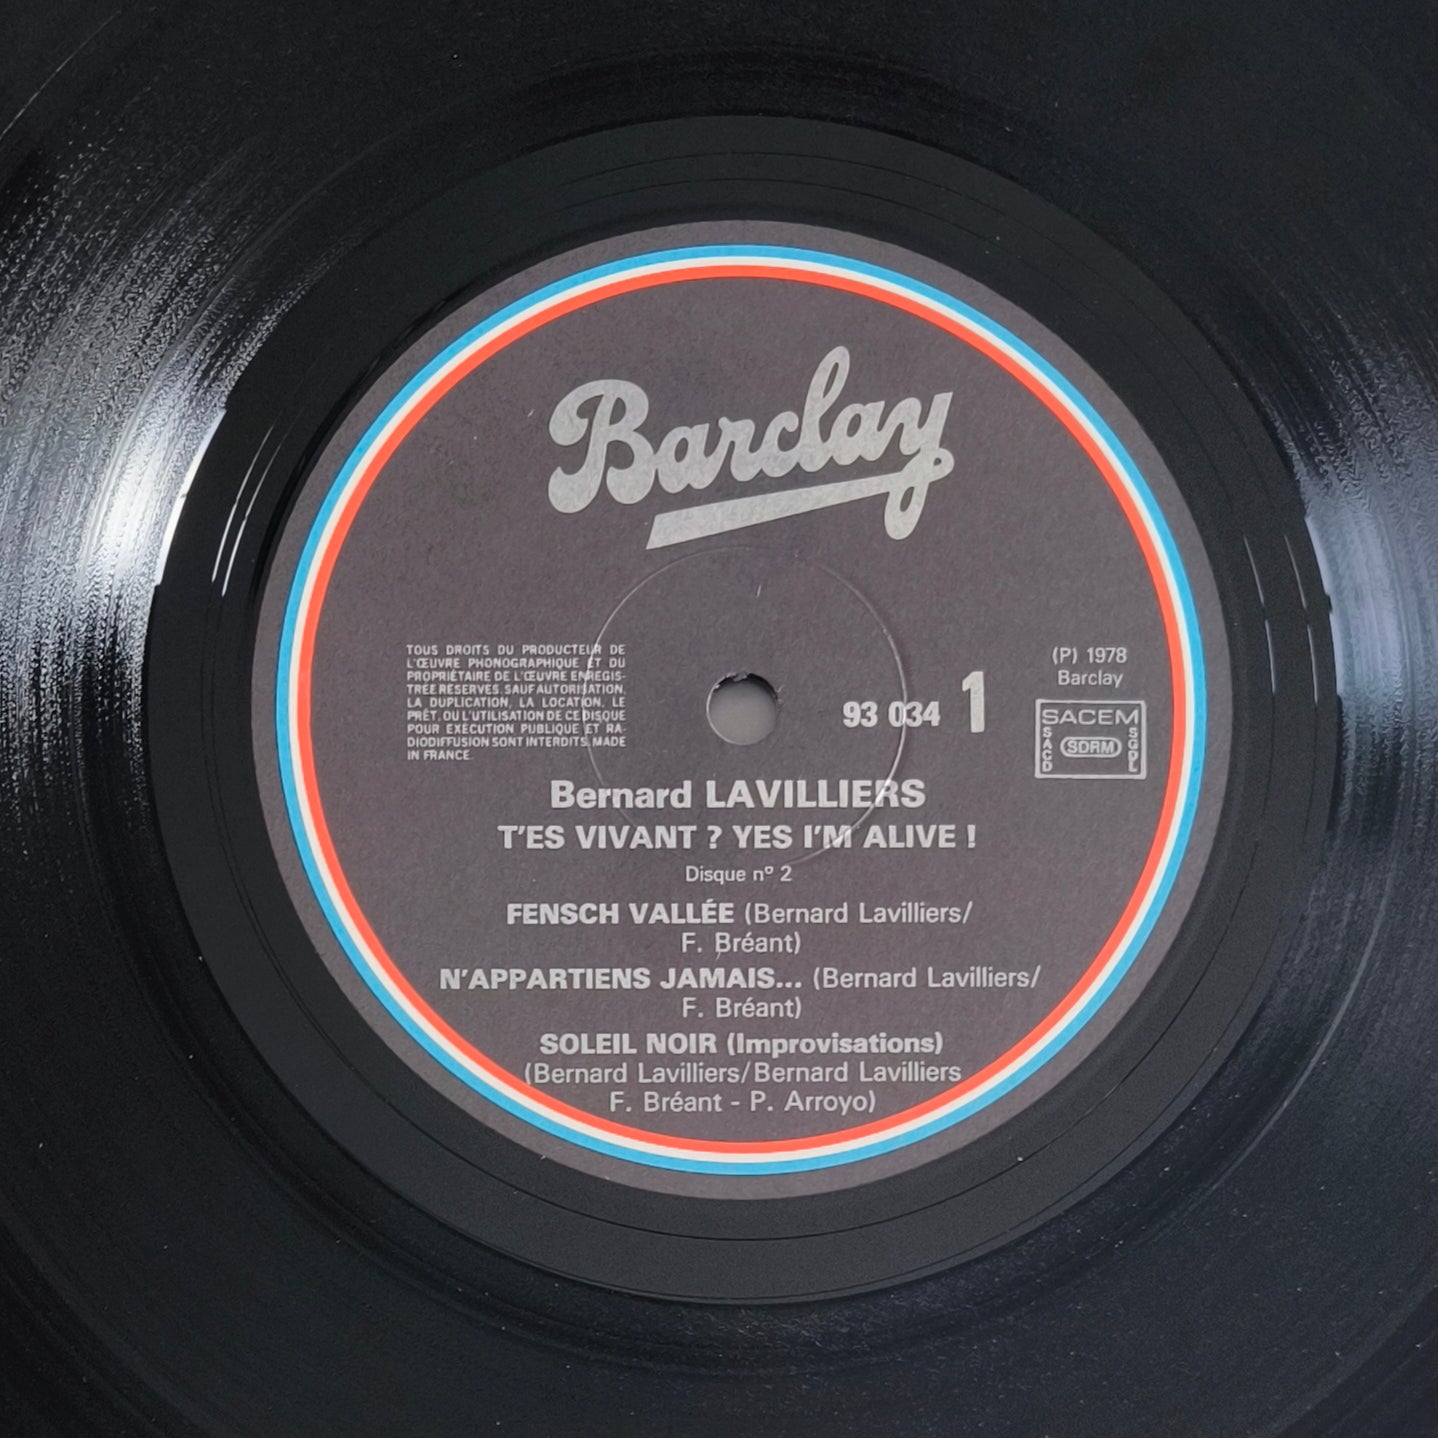 Barclay
TOUS DROITS DU PRODUCTEUR DE
L'ŒUVRE PHONOGRAPHIQUE ET DU
PROPRIÉTAIRE DE L'ŒUVRE ENREGIS-
TRÉE RESERVES. SAUF AUTORISATION,
LA DUPLICATION, LA LOCATION, LE
PRÊT, OU L'UTILISATION DE CE DISQUE
POUR EXECUTION PUBLIQUE ET RA-
DIODIFFUSION SONT INTERDITS. MADE
IN FRANCE.
93 034 1
(P) 1978
Barclay
SACEM
SACD
SDRM
SGDL
Bernard LAVILLIERS
T'ES VIVANT ? YES I'M ALIVE !
Disque nº 2
FENSCH VALLÉE (Bernard Lavilliers/
F. Bréant)
N'APPARTIENS JAMAIS... (Bernard Lavilliers/
F. Bréant)
SOLEIL NOIR (Improvisations)
(Bernard Lavilliers/Bernard Lavilliers
F. Bréant - P. Arroyo)